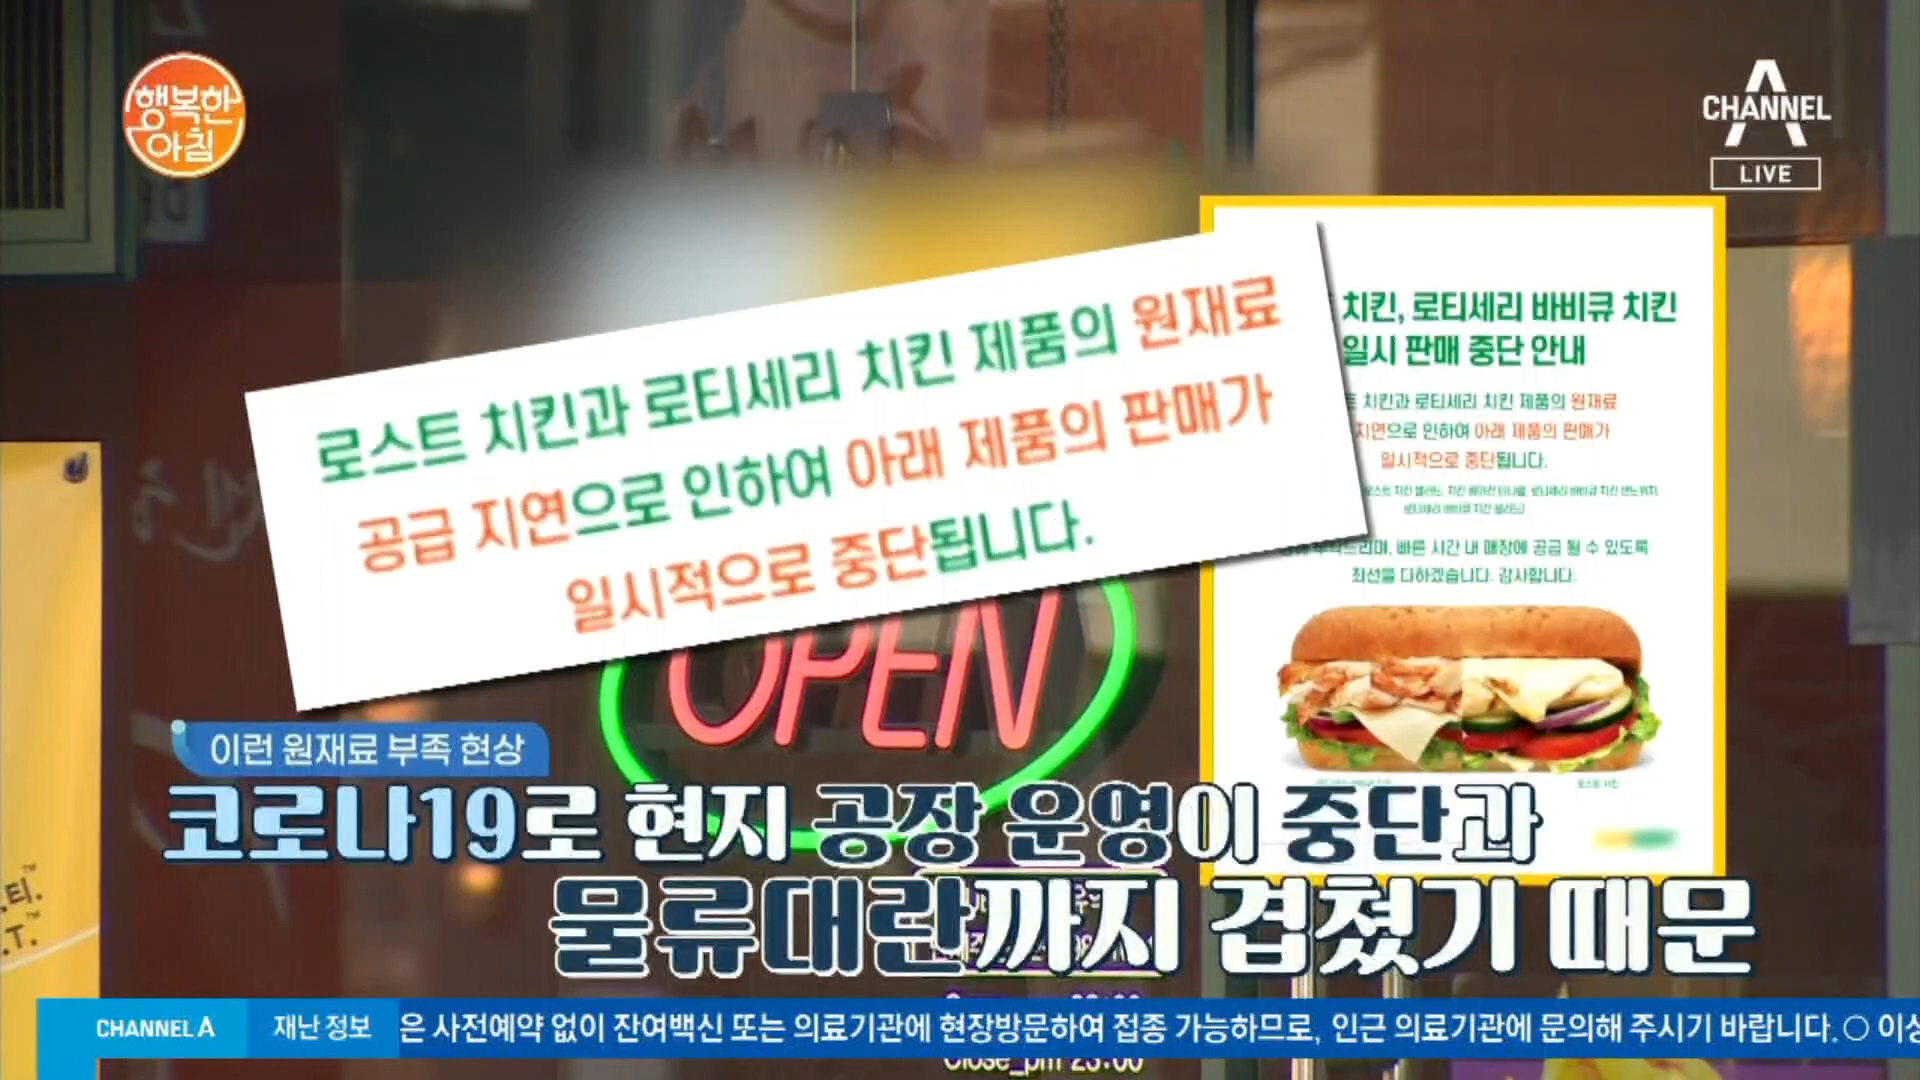 행복한
아침
CHANNEL A
LIVE
로스트 치킨과 로티세리 치킨 제품의 원재료
공급 지연으로 인하여 아래 제품의 판매가
일시적으로 중단됩니다.
치킨, 로티세리 바비큐 치킨
일시 판매 중단 안내
치킨과 로티세리 치킨 제품의 원재료
지연으로 인하여 아래 제품의 판매가
일시적으로 중단됩니다.
빠른 시간 내 매장에 공급 될 수 있도록
최선을 다하겠습니다. 감사합니다.
OPEN
이런 원재료 부족 현상
코로나19로 현지 공장 운영이 중단과
물류대란까지 겹쳤기 때문
CHANNEL A 재난 정보 은 사전예약 없이 잔여백신 또는 의료기관에 현장방문하여 접종 가능하므로, 인근 의료기관에 문의해 주시기 바랍니다. ○ 이상
Close_pm 23:00